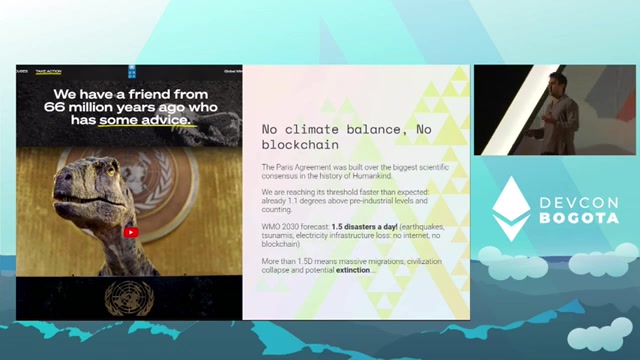 TAKE ACTION
We have a friend from
66 million years ago who
has some advice.
No climate balance, No
blockchain
The Paris Agreement was built over the biggest scientific
consensus in the history of Humankind.
We are reaching its threshold faster than expected:
already 1.1 degrees above pre-industrial levels and
counting.
WMO 2030 forecast: 1.5 disasters a day! (earthquakes,
tsunamis, electricity infrastructure loss: no internet, no
blockchain)
More than 1.5D means massive migrations, civilization
collapse and potential extinction...
DEVCON
BOGOTA